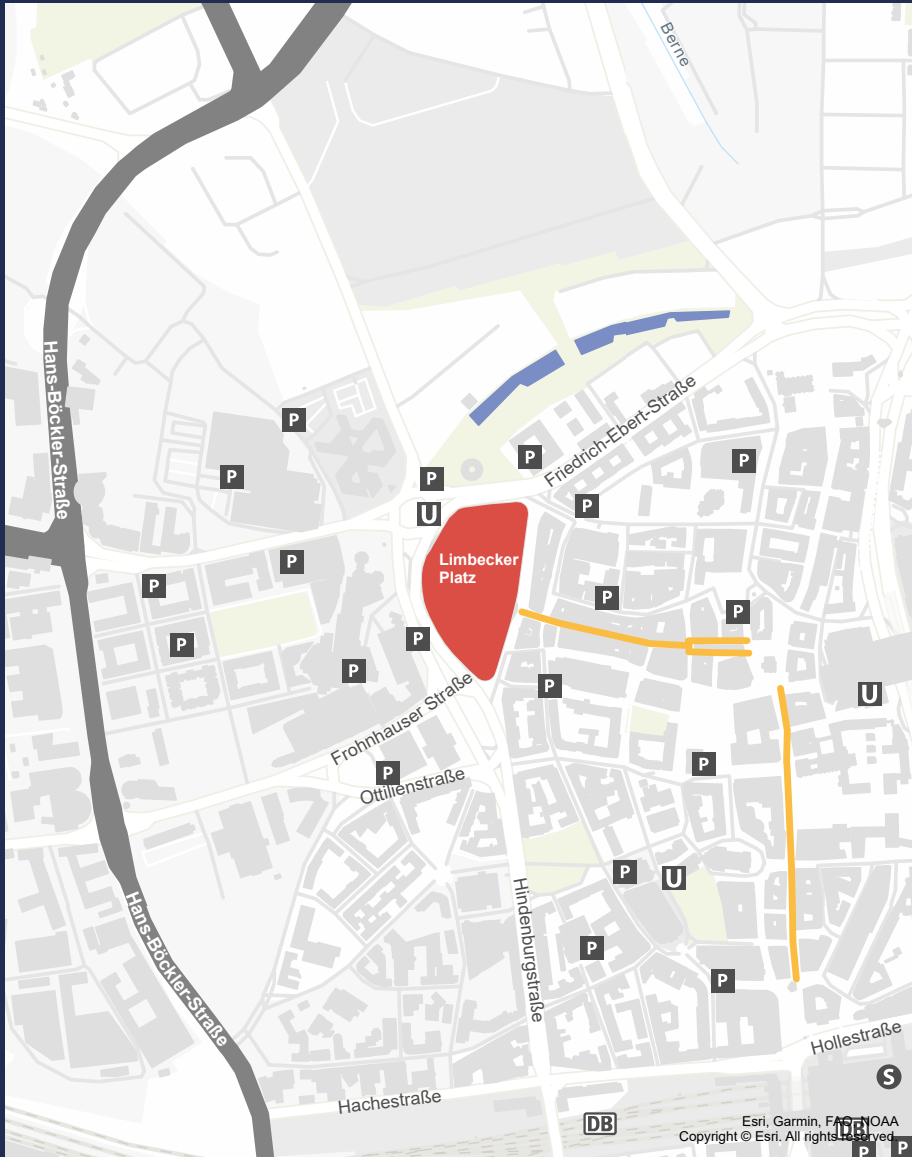 Berne
Hans-Böckler-Straße
Friedrich-Ebert-Straße
P
P
P
P
P
P
U
Limbecker
Platz
P
P
P
P
P
P
P
P
Frohnhauser Straße
U
P
P
Ottilienstraße
P
U
Hindenburgstraße
Hans-Böckler-Straße
P
P
Hollestraße
S
Hachestraße
DB
DB
Esri, Garmin, FAO, NOAA
Copyright © Esri. All rights reserved.
P
P